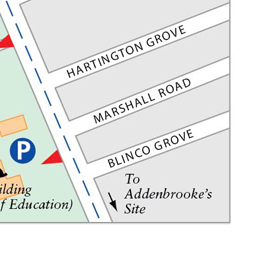 HARTINGTON GROVE
MARSHALL ROAD
BLINCO GROVE
P
ilding
f Education)
To
Addenbrooke's
Site